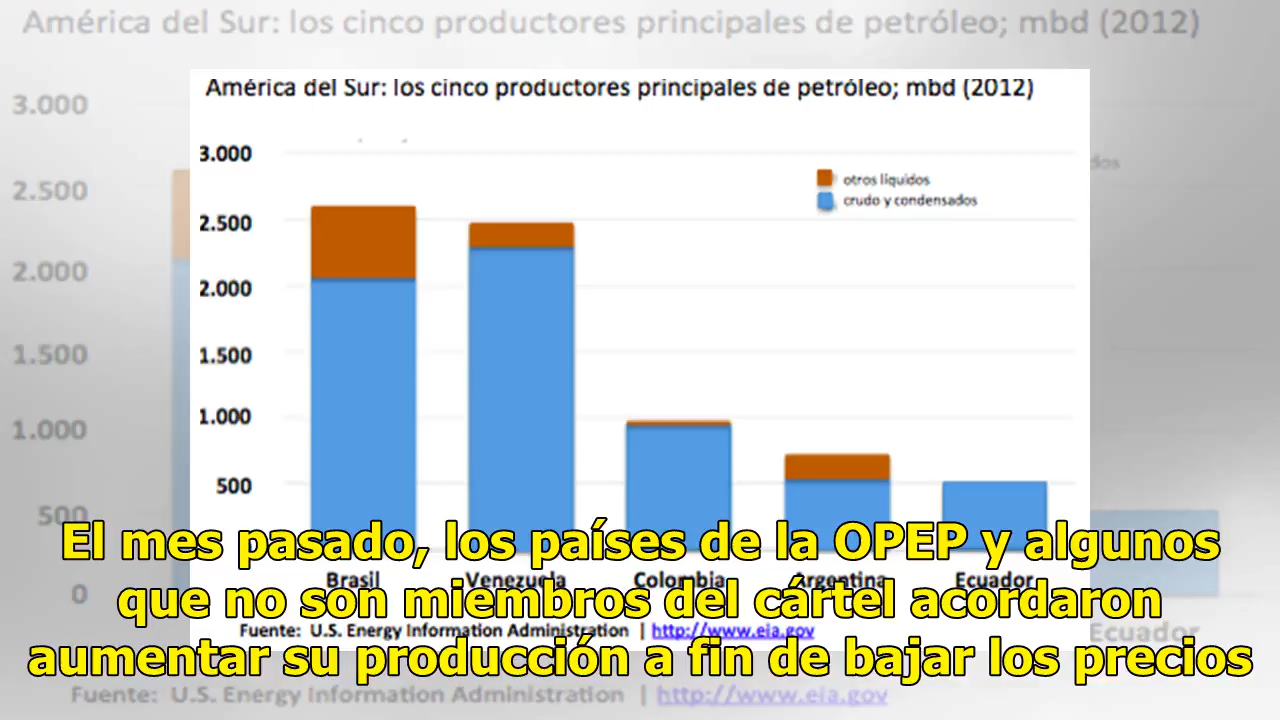 América del Sur: los cinco productores principales de petróleo; mbd (2012)
América del Sur: los cinco productores principales de petróleo; mbd (2012)
3.000
3.000
otros líquidos
crudo y condensados
2.500
2.500
2.000
2.000
1.500
1.500
1.000
1.000
500
500
0
El mes pasado, los países de la OPEP y algunos
Brasil Venezuela Colombia Argentina Ecuador
que no son miembros del cártel acordaron
Fuente: U.S. Energy Information Administration | http://www.eia.gov
Ecuador
aumentar su producción a fin de bajar los precios
Fuente: U.S. Energy Information Administration | http://www.eia.gov